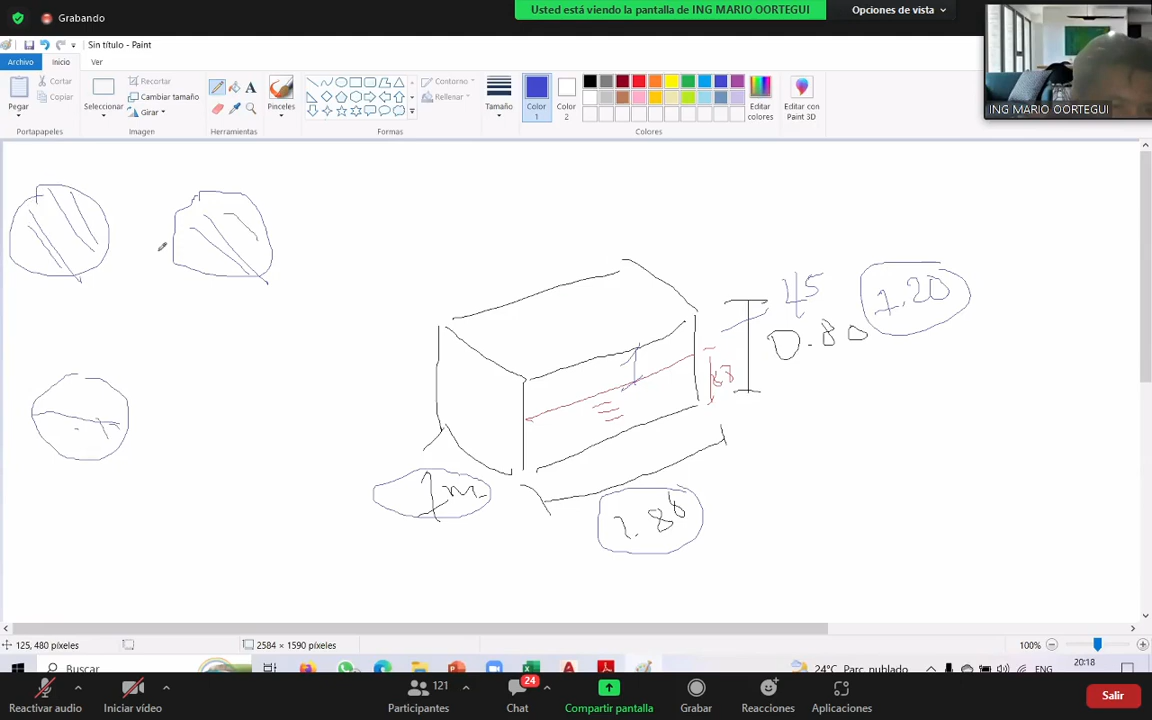 Grabando
Usted está viendo la pantalla de ING MARIO OORTEGUI
Opciones de vista
Sin título - Paint
Archivo
Inicio
Ver
Pegar
Cortar
Copiar
Portapapeles
Seleccionar
Recortar
Cambiar tamaño
Girar
Imagen
A
Herramientas
Pinceles
Contorno
Rellenar
Formas
Tamaño
Color
1
Color
2
Editar
colores
Editar con
Paint 3D
Colores
ING MARIO OORTEGUI
45
1.20
0.80
1m
1.86
125, 480 píxeles
2584 × 1590 píxeles
100%
Buscar
24°C Parc. nublado
ENG
20:18
Reactivar audio
Iniciar vídeo
121
Participantes
24
Chat
Compartir pantalla
Grabar
Reacciones
Aplicaciones
Salir